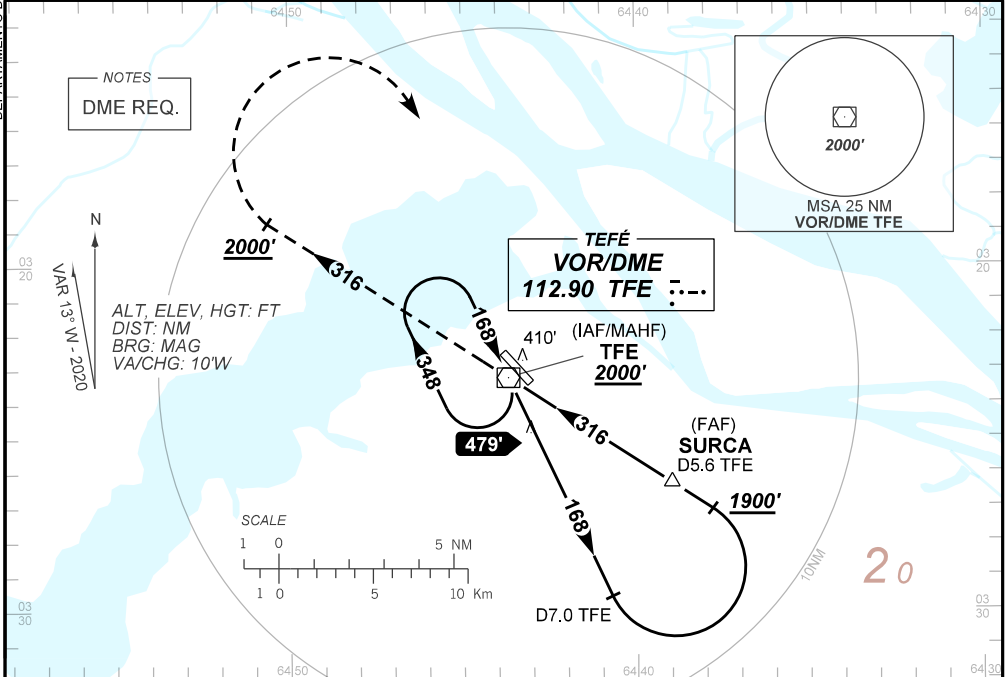 64 50
64 40
64 30
NOTES
DME REQ.
2000'
MSA 25 NM
VOR/DME TFE
N
VAR 13° W - 2020
03
20
ALT, ELEV, HGT: FT
DIST: NM
BRG: MAG
VA/CHG: 10'W
2000'
316
TEFÉ
VOR/DME
112.90 TFE
03
20
168
348
410'
(IAF/MAHF)
TFE
2000'
479'
316
(FAF)
SURCA
D5.6 TFE
1900'
168
D7.0 TFE
10NM
20
SCALE
1 0 5 NM
1 0 5 10 Km
03
30
03
30
64 50
64 40
64 30